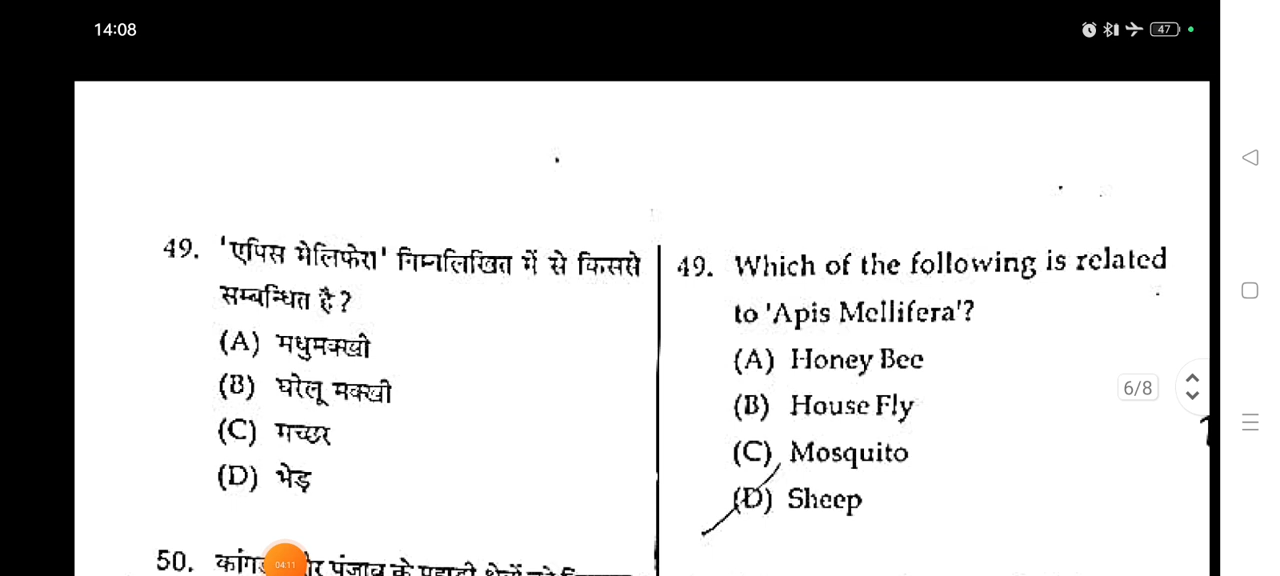 14:08
47
49. 'एपिस मेलिफेरा' निम्नलिखित में से किससे
सम्बन्धित है?
(A) मधुमक्खी
(B) घरेलू मक्खी
(C) मच्छर
(D) भेड़
50.
04:11
पंजाब के पहाड़ी क्षेत्रों को
49. Which of the following is related
to 'Apis Mellifera'?
(A) Honey Bee
(B) House Fly
(C) Mosquito
(D) Sheep
6/8